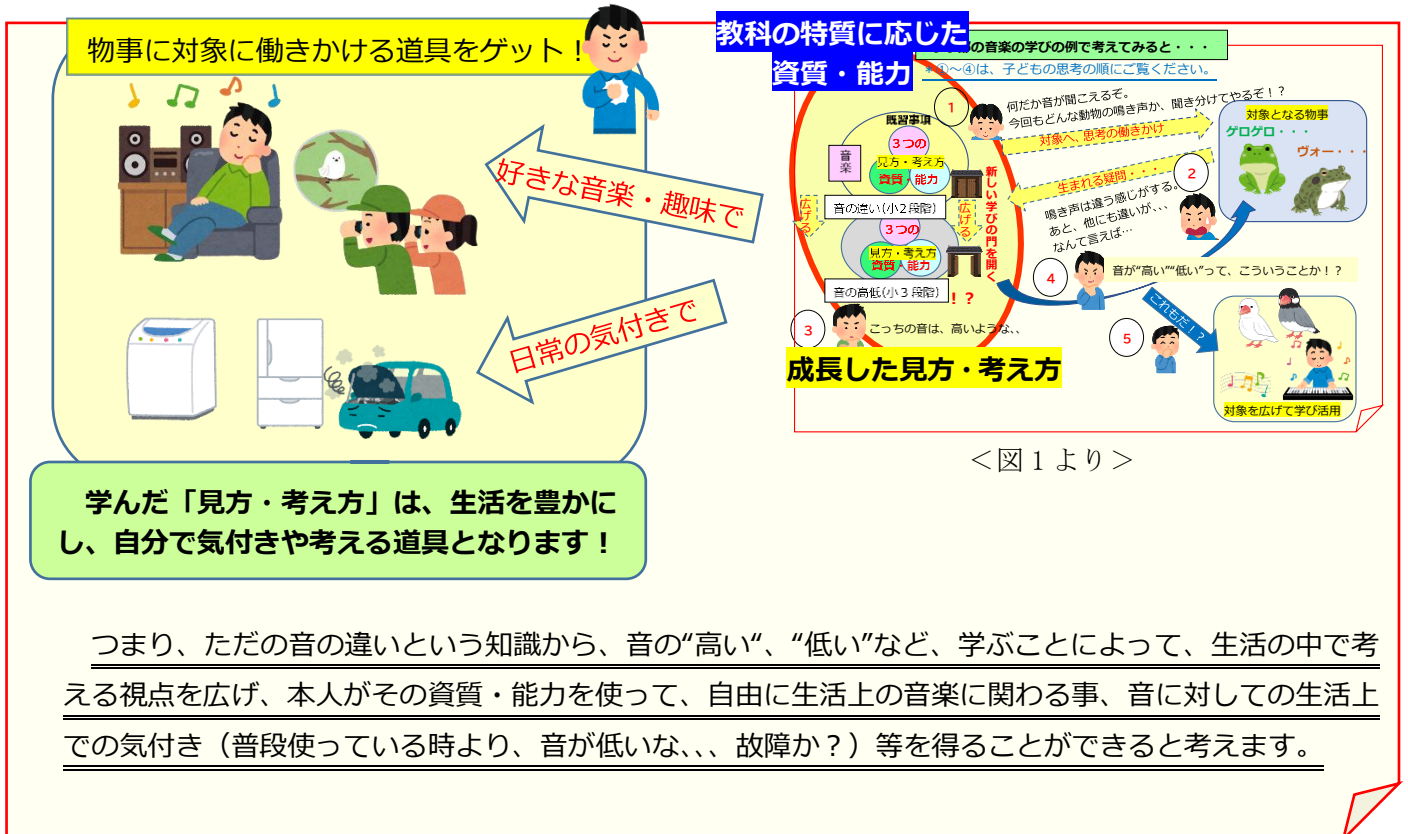 物事に対象に働きかける道具をゲット！
好きな音楽・趣味で
日常の気付きで
学んだ「見方・考え方」は、生活を豊かに
し、自分で気付きや考える道具となります！
教科の特質に応じた
資質・能力
の音楽の学びの例で考えてみると・・・
＊①～④は、子どもの思考の順にご覧ください。
1
何だか音が聞こえるぞ。
今回もどんな動物の鳴き声か、聞き分けてやるぞ！？
対象へ、思考の働きかけ
対象となる物事
ゲロゲロ・・・
ヴォー・・・
既習事項
３つの
見方・考え方
資質・能力
音楽
音の違い(小２段階)
広げる
広げる
新しい学びの門を開く
生まれる疑問・・・
2
鳴き声は違う感じがする。
あと、他にも違いが、、、
なんて言えば…
３つの
見方・考え方
資質・能力
音の高低(小３段階)
！？
3
こっちの音は、高いような、、
成長した見方・考え方
4
音が“高い”“低い”って、こういうことか！？
これもだ！？
5
対象を広げて学び活用
＜図１より＞
つまり、ただの音の違いという知識から、音の“高い“、“低い”など、学ぶことによって、生活の中で考
える視点を広げ、本人がその資質・能力を使って、自由に生活上の音楽に関わる事、音に対しての生活上
での気付き（普段使っている時より、音が低いな、、、故障か？）等を得ることができると考えます。